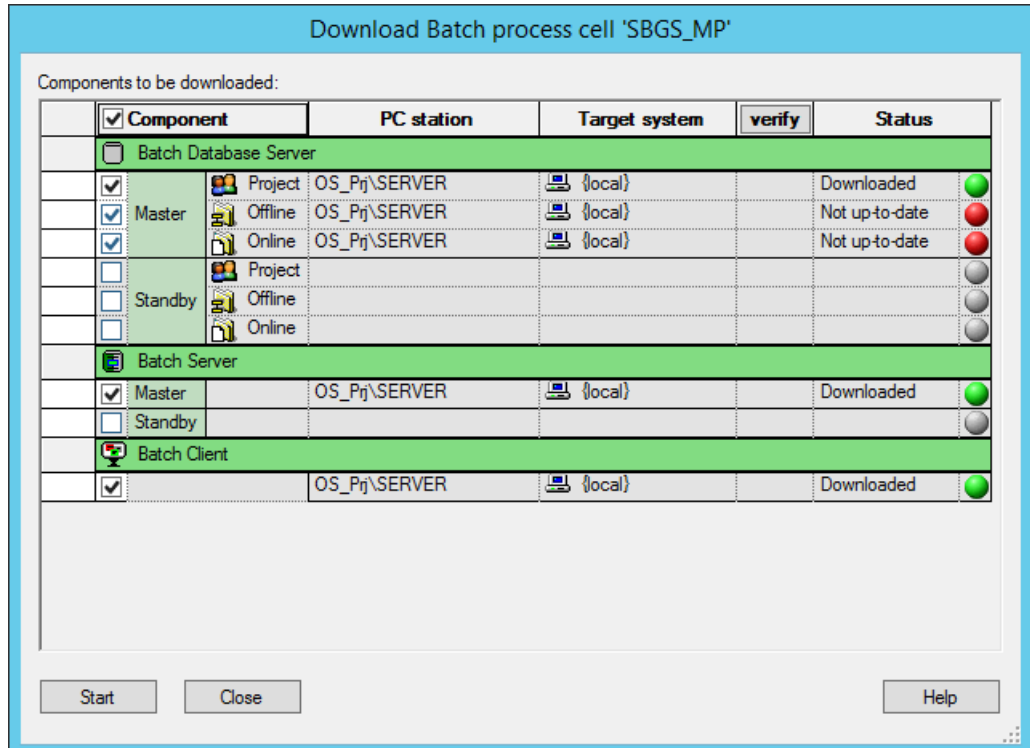 Download Batch process cell 'SBGS_MP'
Components to be downloaded:
Component PC station Target system verify Status
Batch Database Server
Project OS_Prj\SERVER {local} Downloaded
Master Offline OS_Prj\SERVER {local} Not up-to-date
Online OS_Prj\SERVER {local} Not up-to-date
Project
Standby Offline
Online
Batch Server
Master OS_Prj\SERVER {local} Downloaded
Standby
Batch Client
OS_Prj\SERVER {local} Downloaded
Start Close Help